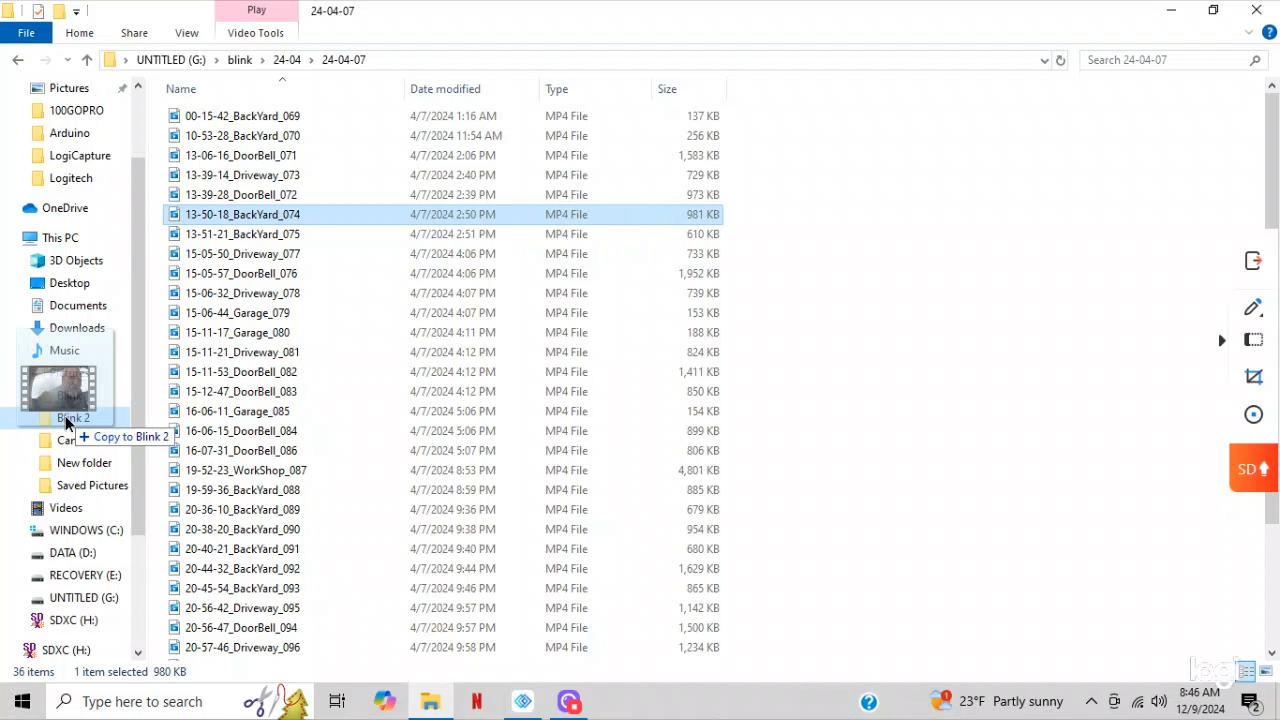 Play
24-04-07
File
Home
Share
View
Video Tools
UNTITLED (G:)
blink
24-04
24-04-07
Search 24-04-07
Name
Date modified
Type
Size
Pictures
100GOPRO
Arduino
LogiCapture
Logitech
OneDrive
This PC
3D Objects
Desktop
Documents
Downloads
Music
Blink 2
+ Copy to Blink 2
New folder
Saved Pictures
Videos
WINDOWS (C:)
DATA (D:)
RECOVERY (E:)
UNTITLED (G:)
SDXC (H:)
SDXC (H:)
00-15-42_BackYard_069 4/7/2024 1:16 AM MP4 File 137 KB
10-53-28_BackYard_070 4/7/2024 11:54 AM MP4 File 256 KB
13-06-16_DoorBell_071 4/7/2024 2:06 PM MP4 File 1,583 KB
13-39-14_Driveway_073 4/7/2024 2:40 PM MP4 File 729 KB
13-39-28_DoorBell_072 4/7/2024 2:39 PM MP4 File 973 KB
13-50-18_BackYard_074 4/7/2024 2:50 PM MP4 File 981 KB
13-51-21_BackYard_075 4/7/2024 2:51 PM MP4 File 610 KB
15-05-50_Driveway_077 4/7/2024 4:06 PM MP4 File 733 KB
15-05-57_DoorBell_076 4/7/2024 4:06 PM MP4 File 1,952 KB
15-06-32_Driveway_078 4/7/2024 4:07 PM MP4 File 739 KB
15-06-44_Garage_079 4/7/2024 4:07 PM MP4 File 153 KB
15-11-17_Garage_080 4/7/2024 4:11 PM MP4 File 188 KB
15-11-21_Driveway_081 4/7/2024 4:12 PM MP4 File 824 KB
15-11-53_DoorBell_082 4/7/2024 4:12 PM MP4 File 1,411 KB
15-12-47_DoorBell_083 4/7/2024 4:12 PM MP4 File 850 KB
16-06-11_Garage_085 4/7/2024 5:06 PM MP4 File 154 KB
16-06-15_DoorBell_084 4/7/2024 5:06 PM MP4 File 899 KB
16-07-31_DoorBell_086 4/7/2024 5:07 PM MP4 File 806 KB
19-52-23_WorkShop_087 4/7/2024 8:53 PM MP4 File 4,801 KB
19-59-36_BackYard_088 4/7/2024 8:59 PM MP4 File 885 KB
20-36-10_BackYard_089 4/7/2024 9:36 PM MP4 File 679 KB
20-38-20_BackYard_090 4/7/2024 9:38 PM MP4 File 954 KB
20-40-21_BackYard_091 4/7/2024 9:40 PM MP4 File 680 KB
20-44-32_BackYard_092 4/7/2024 9:44 PM MP4 File 1,629 KB
20-45-54_BackYard_093 4/7/2024 9:46 PM MP4 File 865 KB
20-56-42_Driveway_095 4/7/2024 9:57 PM MP4 File 1,142 KB
20-56-47_DoorBell_094 4/7/2024 9:57 PM MP4 File 1,500 KB
20-57-46_Driveway_096 4/7/2024 9:58 PM MP4 File 1,234 KB
SD
36 items 1 item selected 980 KB
logi
Type here to search
N
23°F Partly sunny
8:46 AM
12/9/2024
2